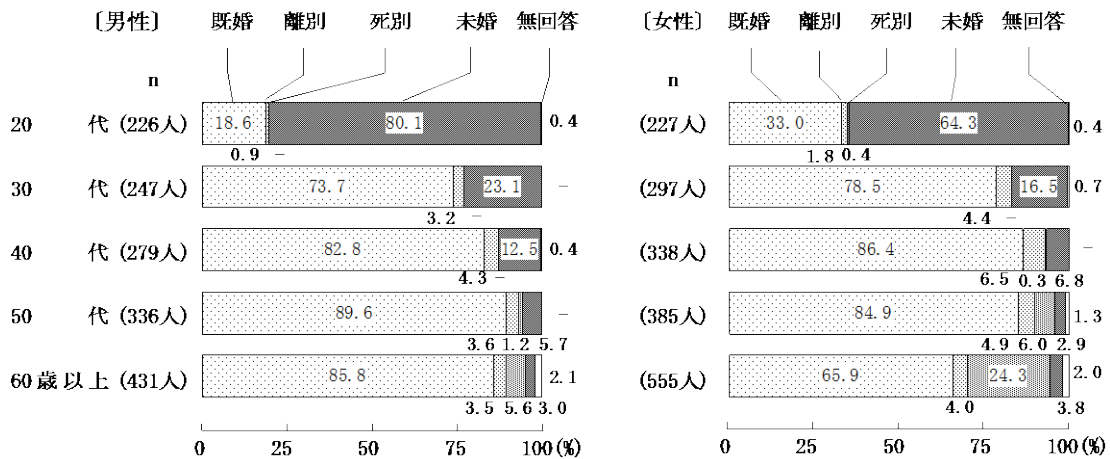 〔男性〕 既婚 離別 死別 未婚 無回答 〔女性〕 既婚 離別 死別 未婚 無回答
n n
20 代 (226人) 18.6 80.1 0.4 (227人) 33.0 64.3 0.4
0.9 － 1.8 0.4
30 代 (247人) 73.7 23.1 － (297人) 78.5 16.5 0.7
3.2 － 4.4 －
40 代 (279人) 82.8 12.5 0.4 (338人) 86.4 －
4.3 － 6.5 0.3 6.8
50 代 (336人) 89.6 － (385人) 84.9 1.3
3.6 1.2 5.7 4.9 6.0 2.9
60歳以上 (431人) 85.8 2.1 (555人) 65.9 24.3 2.0
3.5 5.6 3.0 4.0 3.8
0 25 50 75 100(%) 0 25 50 75 100(%)